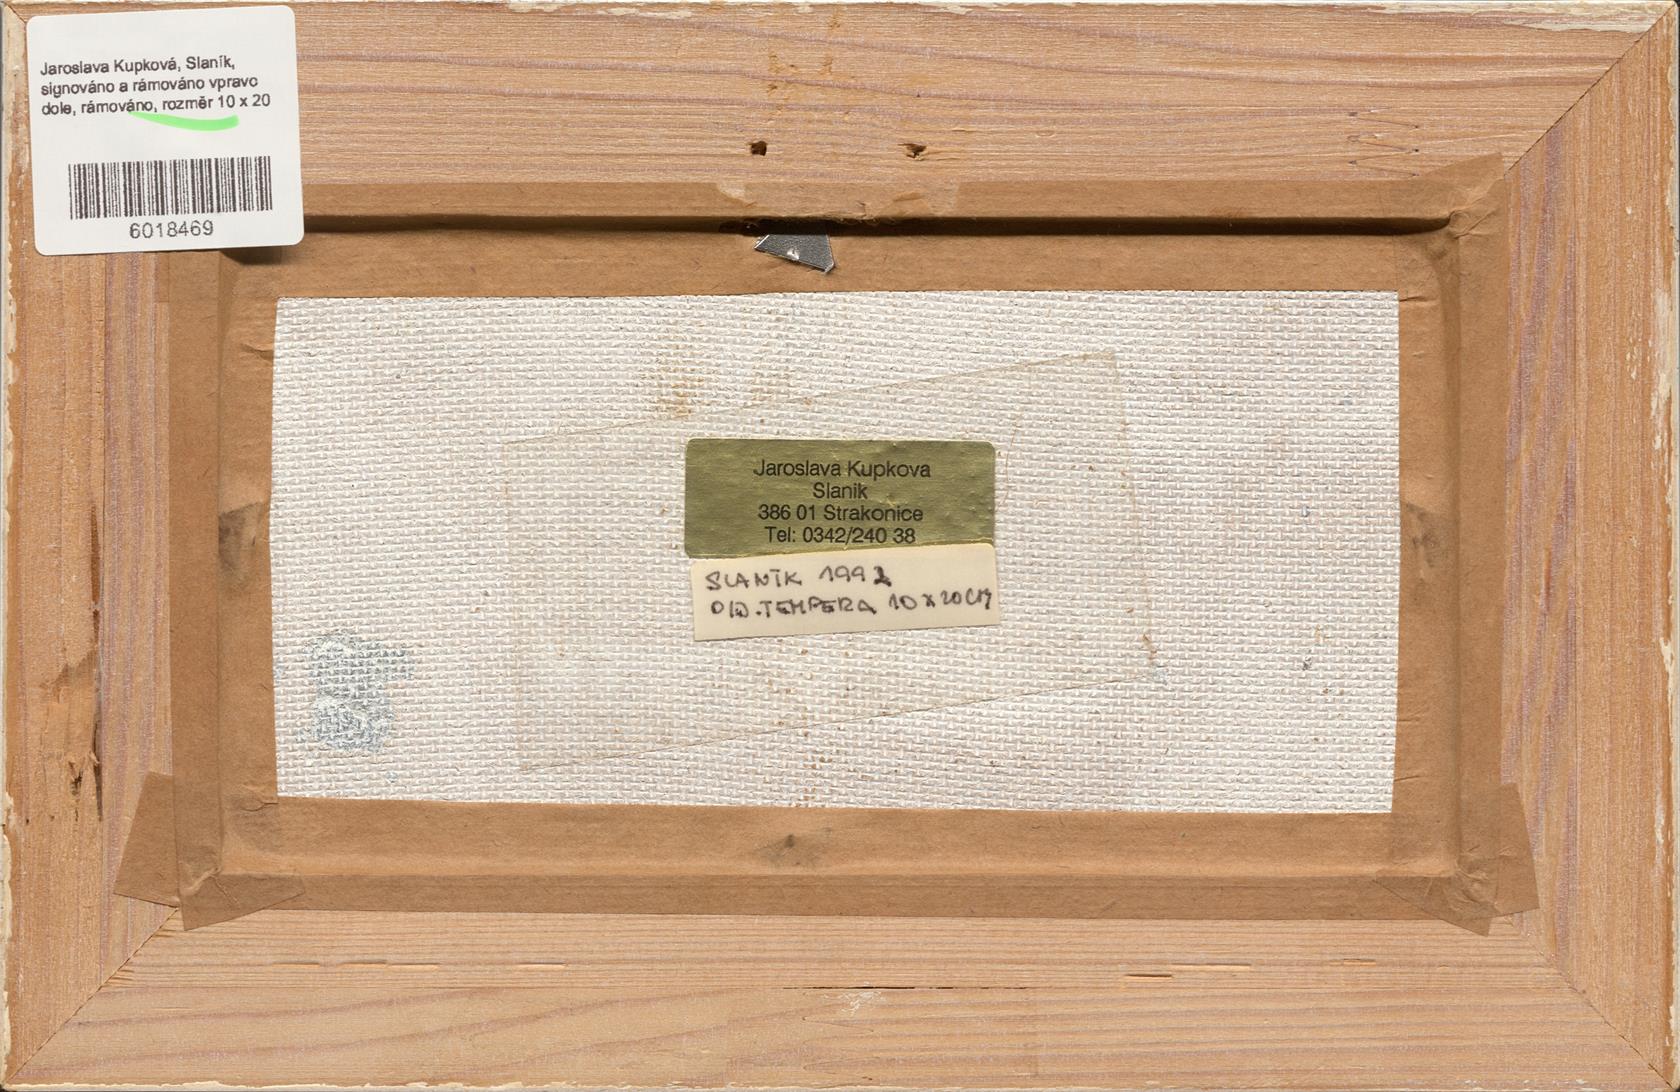 Jaroslava Kupková, Slaník,
signováno a rámováno vpravo
dole, rámováno, rozměr 10 x 20
6018469
Jaroslava Kupkova
Slanik
386 01 Strakonice
Tel: 0342/240 38
SLANÍK 1992
TEMPERA 10 X 20 CM